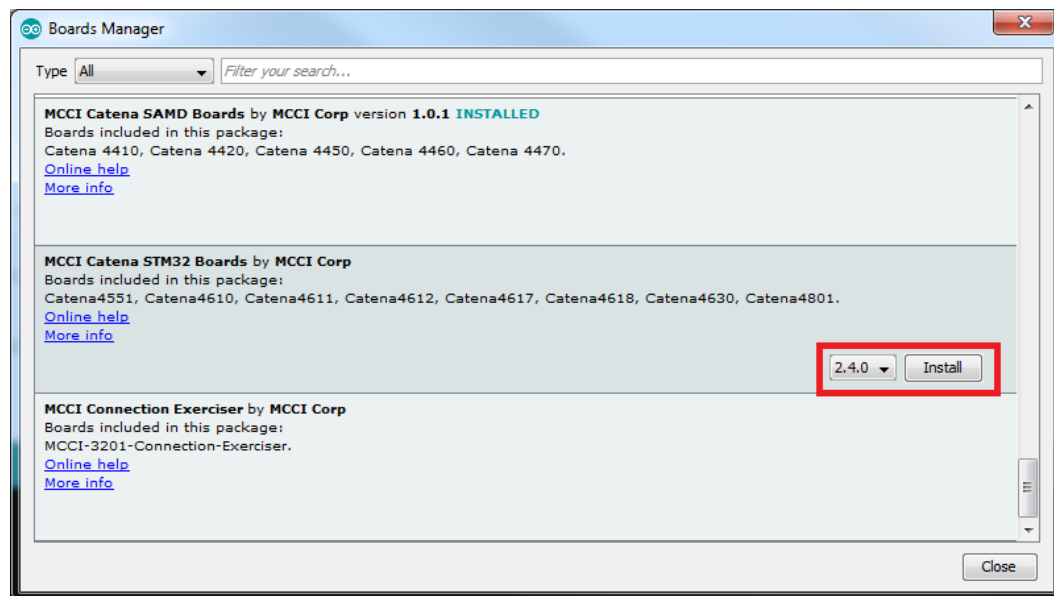 Boards Manager
Type All Filter your search...
MCCI Catena SAMD Boards by MCCI Corp version 1.0.1 INSTALLED
Boards included in this package:
Catena 4410, Catena 4420, Catena 4450, Catena 4460, Catena 4470.
Online help
More info
MCCI Catena STM32 Boards by MCCI Corp
Boards included in this package:
Catena4551, Catena4610, Catena4611, Catena4612, Catena4617, Catena4618, Catena4630, Catena4801.
Online help
More info
2.4.0 Install
MCCI Connection Exerciser by MCCI Corp
Boards included in this package:
MCCI-3201-Connection-Exerciser.
Online help
More info
Close